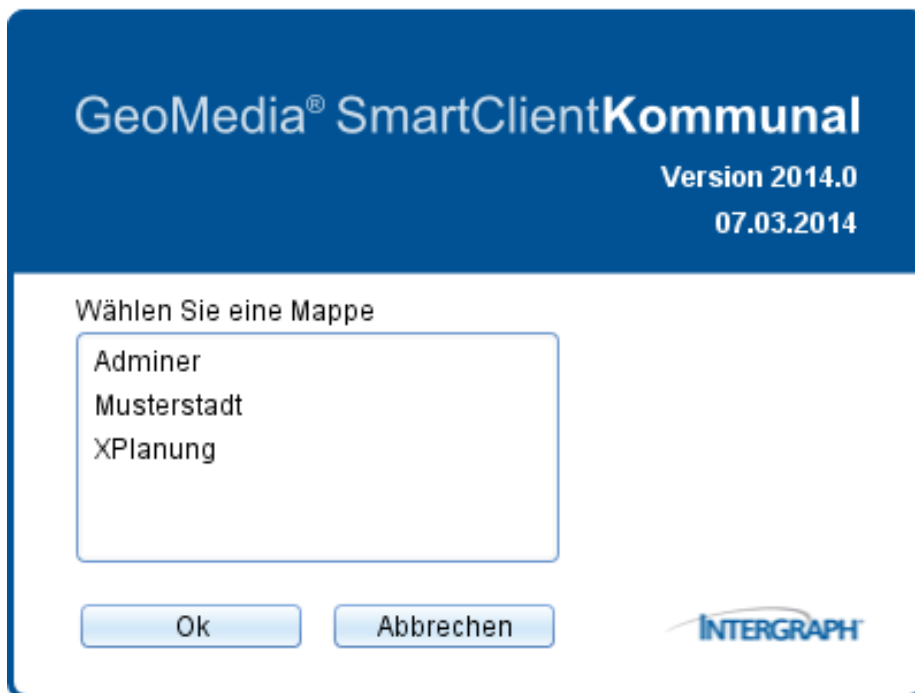 GeoMedia® SmartClientKommunal
Version 2014.0
07.03.2014
Wählen Sie eine Mappe
Adminer
Musterstadt
XPlanung
Ok
Abbrechen
INTERGRAPH